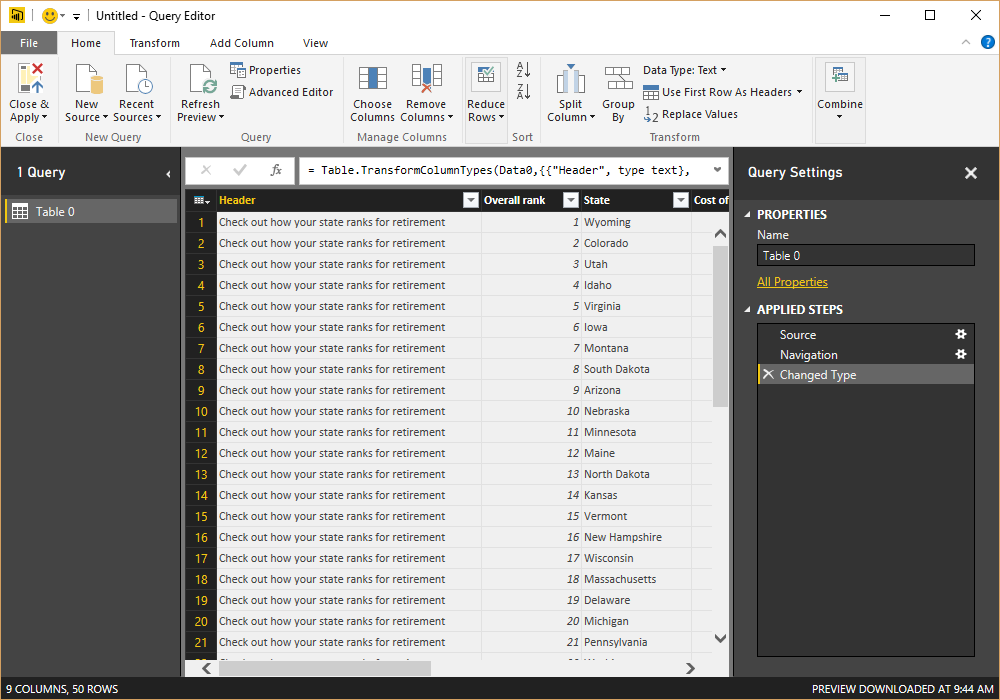 Untitled - Query Editor
File Home Transform Add Column View
Close & Apply
New Source
Recent Sources
Refresh Preview
Properties
Advanced Editor
Choose Columns
Remove Columns
Reduce Rows
Split Column
Group By
Data Type: Text
Use First Row As Headers
Replace Values
Combine
Close New Query Query Manage Columns Sort Transform
1 Query
Table 0
fx = Table.TransformColumnTypes(Data0,{{"Header", type text},
Header Overall rank State Cost of
1 Check out how your state ranks for retirement 1 Wyoming
2 Check out how your state ranks for retirement 2 Colorado
3 Check out how your state ranks for retirement 3 Utah
4 Check out how your state ranks for retirement 4 Idaho
5 Check out how your state ranks for retirement 5 Virginia
6 Check out how your state ranks for retirement 6 Iowa
7 Check out how your state ranks for retirement 7 Montana
8 Check out how your state ranks for retirement 8 South Dakota
9 Check out how your state ranks for retirement 9 Arizona
10 Check out how your state ranks for retirement 10 Nebraska
11 Check out how your state ranks for retirement 11 Minnesota
12 Check out how your state ranks for retirement 12 Maine
13 Check out how your state ranks for retirement 13 North Dakota
14 Check out how your state ranks for retirement 14 Kansas
15 Check out how your state ranks for retirement 15 Vermont
16 Check out how your state ranks for retirement 16 New Hampshire
17 Check out how your state ranks for retirement 17 Wisconsin
18 Check out how your state ranks for retirement 18 Massachusetts
19 Check out how your state ranks for retirement 19 Delaware
20 Check out how your state ranks for retirement 20 Michigan
21 Check out how your state ranks for retirement 21 Pennsylvania
Query Settings
PROPERTIES
Name
Table 0
All Properties
APPLIED STEPS
Source
Navigation
Changed Type
9 COLUMNS, 50 ROWS
PREVIEW DOWNLOADED AT 9:44 AM